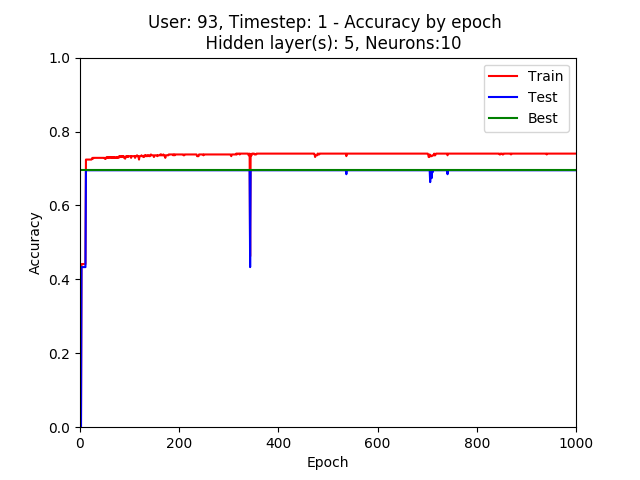 User: 93, Timestep: 1 - Accuracy by epoch
Hidden layer(s): 5, Neurons:10
Train
Test
Best
1.0
0.8
0.6
0.4
0.2
0.0
Accuracy
0 200 400 600 800 1000
Epoch